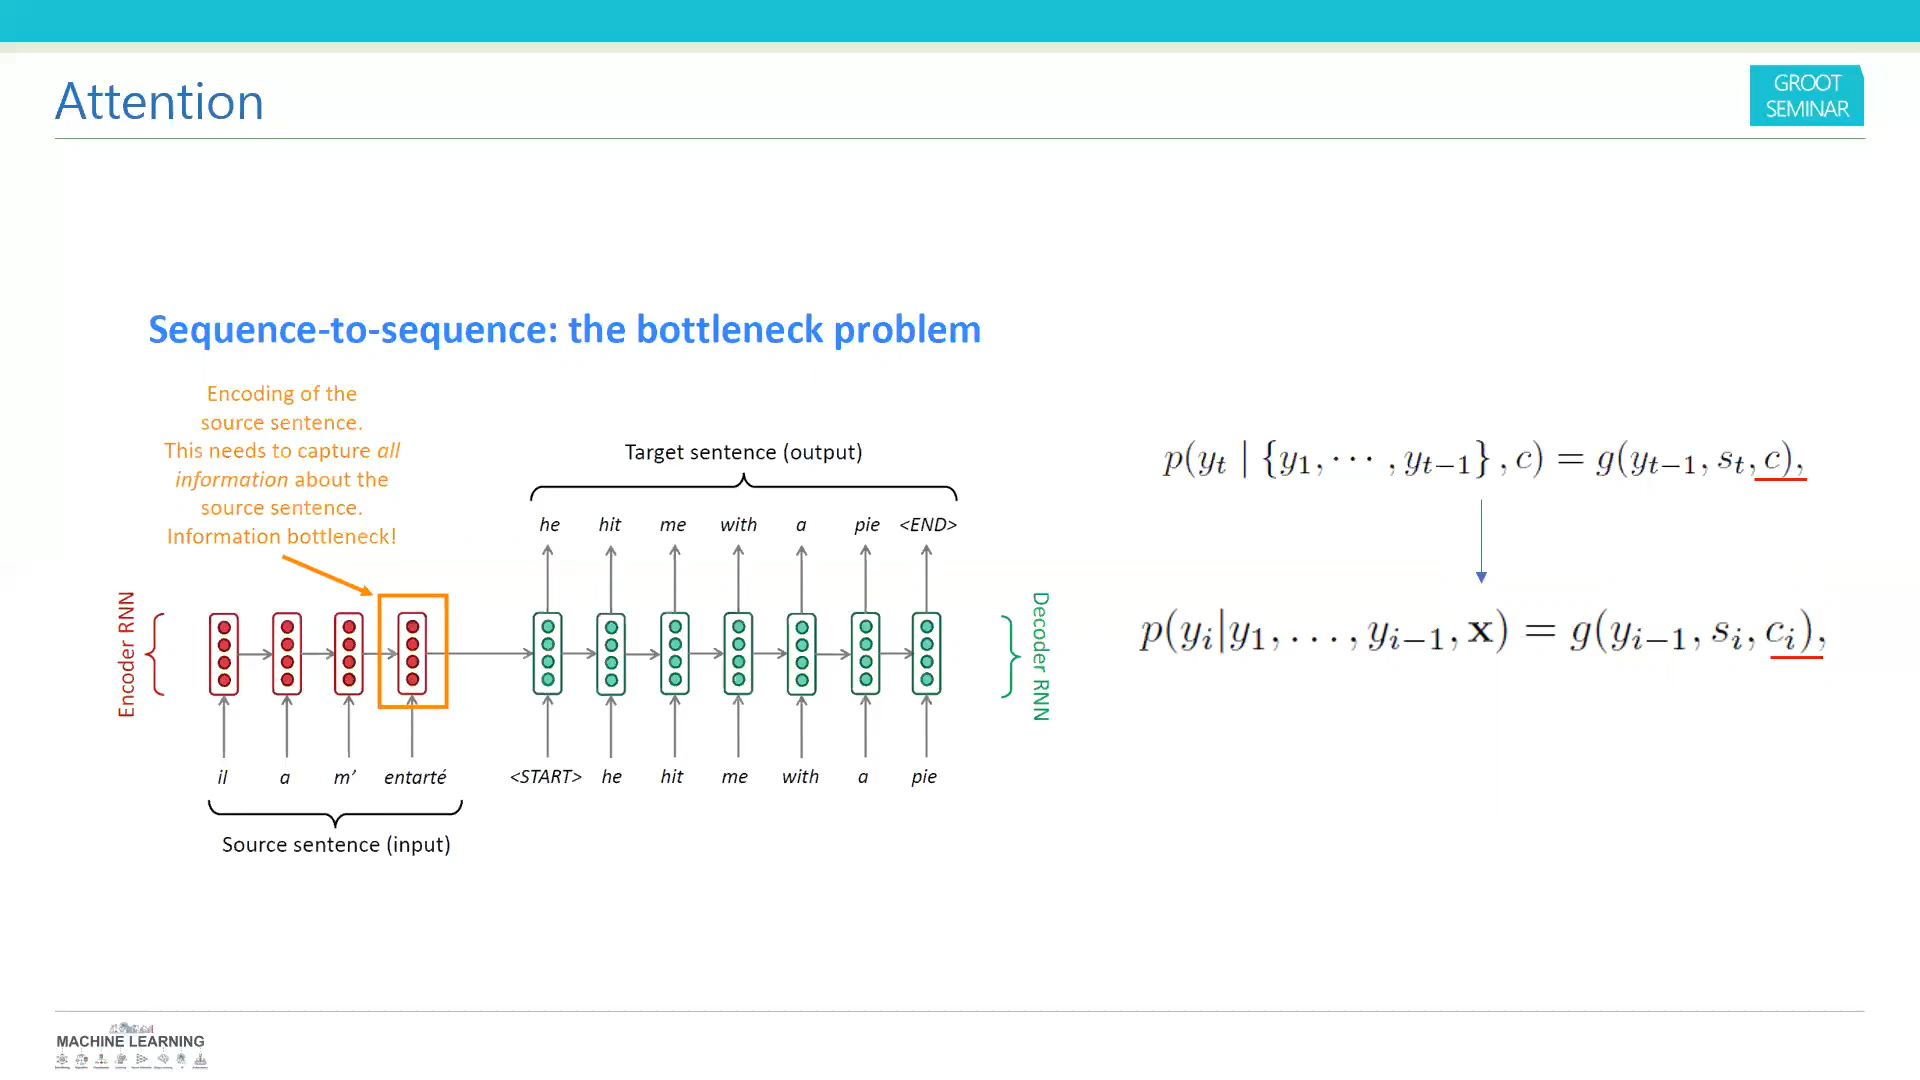 Attention
GROOT
SEMINAR
Sequence-to-sequence: the bottleneck problem
Encoding of the
source sentence.
This needs to capture all
information about the
source sentence.
Information bottleneck!
Target sentence (output)
he hit me with a pie <END>
Encoder RNN
Decoder RNN
il a m’ entarté
<START> he hit me with a pie
Source sentence (input)
p(y_t | {y_1, ⋯ , y_{t−1}} , c) = g(y_{t−1}, s_t, c),
p(y_i|y_1, . . . , y_{i−1}, x) = g(y_{i−1}, s_i, c_i),
MACHINE LEARNING